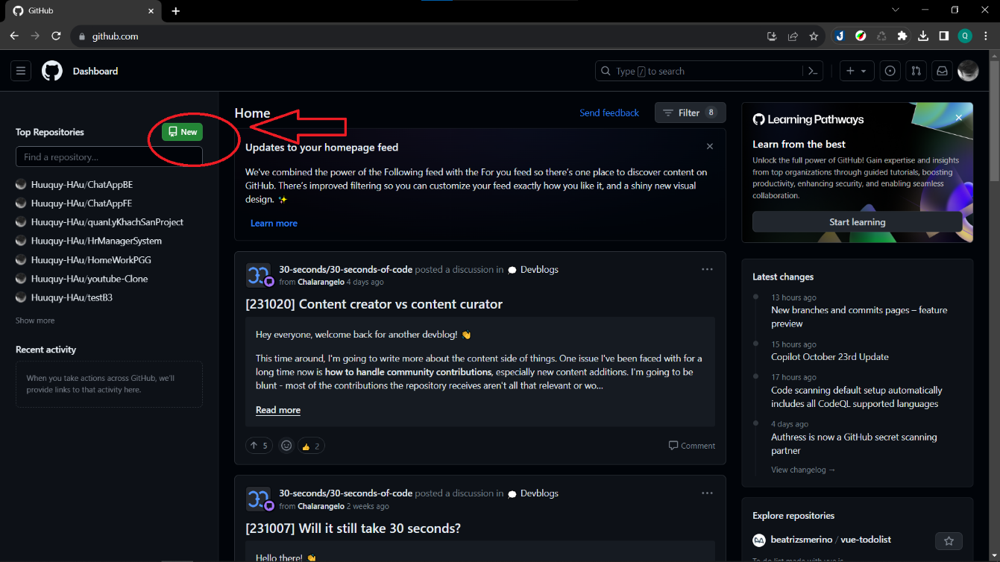 GitHub
github.com
Q
Dashboard
Type / to search
Top Repositories
New
Find a repository...
Huuquy-HAu/ChatAppBE
Huuquy-HAu/ChatAppFE
Huuquy-HAu/quanLyKhachSanProject
Huuquy-HAu/HrManagerSystem
Huuquy-HAu/HomeWorkPGG
Huuquy-HAu/youtube-Clone
Huuquy-HAu/testB3
Show more
Recent activity
When you take actions across GitHub, we'll
provide links to that activity here.
Home
Send feedback
Filter 8
Updates to your homepage feed
We've combined the power of the Following feed with the For you feed so there's one place to discover content on
GitHub. There's improved filtering so you can customize your feed exactly how you like it, and a shiny new visual
design. ✨
Learn more
30-seconds/30-seconds-of-code posted a discussion in 💬 Devblogs
from Chalarangelo 4 days ago
[231020] Content creator vs content curator
Hey everyone, welcome back for another devblog! 👋
This time around, I'm going to write more about the content side of things. One issue I've been faced with for a
long time now is how to handle community contributions, especially new content additions. I'm going to be
blunt - most of the contributions the repository receives aren't all that relevant or wo...
Read more
5
👍 2
Comment
30-seconds/30-seconds-of-code posted a discussion in 💬 Devblogs
from Chalarangelo 2 weeks ago
[231007] Will it still take 30 seconds?
Hello there! 👋
Learning Pathways
Learn from the best
Unlock the full power of GitHub! Gain expertise and insights
from top organizations through guided tutorials, boosting
productivity, enhancing security, and enabling seamless
collaboration.
Start learning
Latest changes
13 hours ago
New branches and commits pages – feature
preview
15 hours ago
Copilot October 23rd Update
17 hours ago
Code scanning default setup automatically
includes all CodeQL supported languages
4 days ago
Authress is now a GitHub secret scanning
partner
View changelog →
Explore repositories
beatrizsmerino / vue-todolist